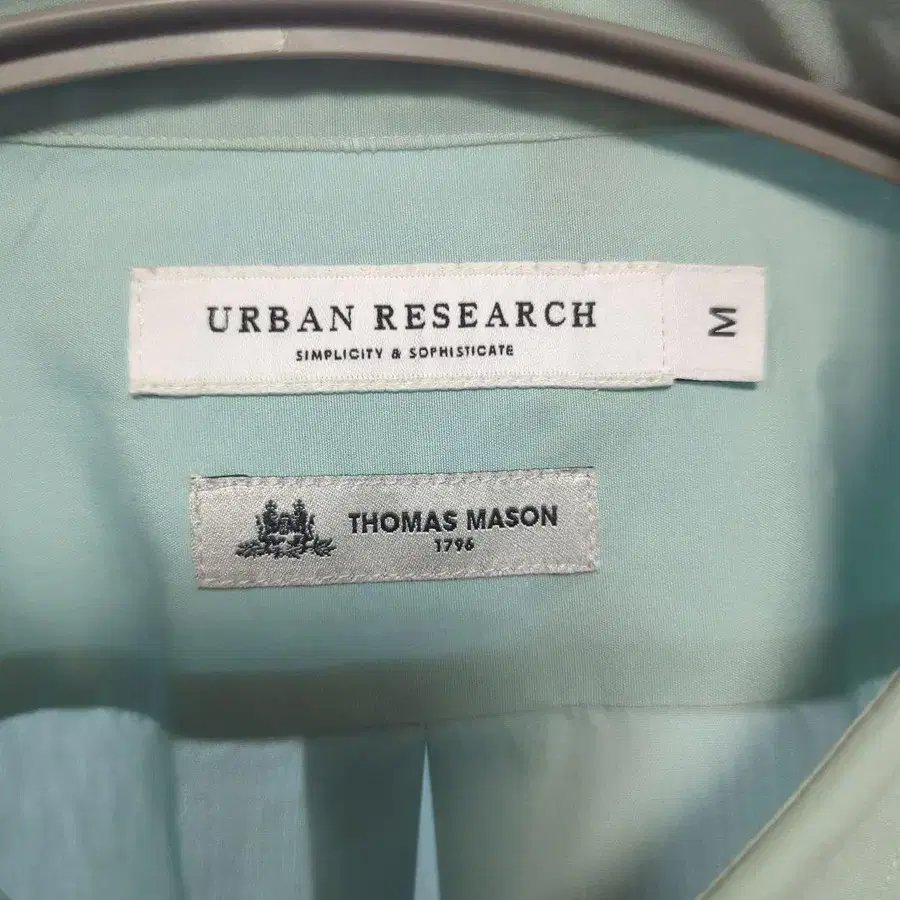 URBAN RESEARCH
SIMPLICITY & SOPHISTICATE
M
THOMAS MASON
1796